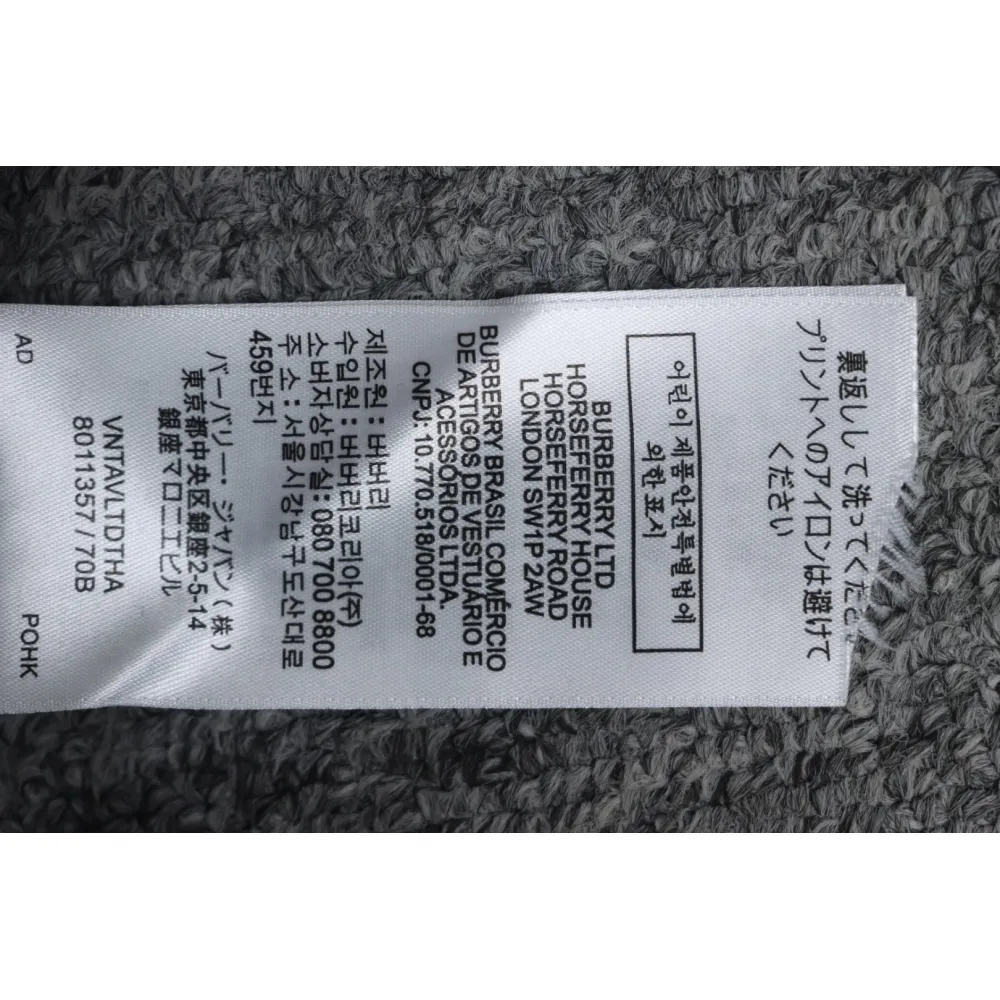 裏返しして洗ってくださ
プリントへのアイロンは避けて
ください
어린이 제품안전특별법에
의한 표시
BURBERRY LTD
HORSEFERRY HOUSE
HORSEFERRY ROAD
LONDON SW1P 2AW
BURBERRY BRASIL COMÉRCIO
DE ARTIGOS DE VESTUÁRIO E
ACESSÓRIOS LTDA.
CNPJ: 10.770.518/0001-68
제조원 : 버버리
수입원 : 버버리코리아(주)
소비자상담실: 080 700 8800
주 소 : 서울시강남구도산대로
459번지
バーバリー・ジャパン(株)
東京都中央区銀座2-5-14
銀座マロニエビル
VNTAVLTDTHA
8011357 / 70B
AD POHK